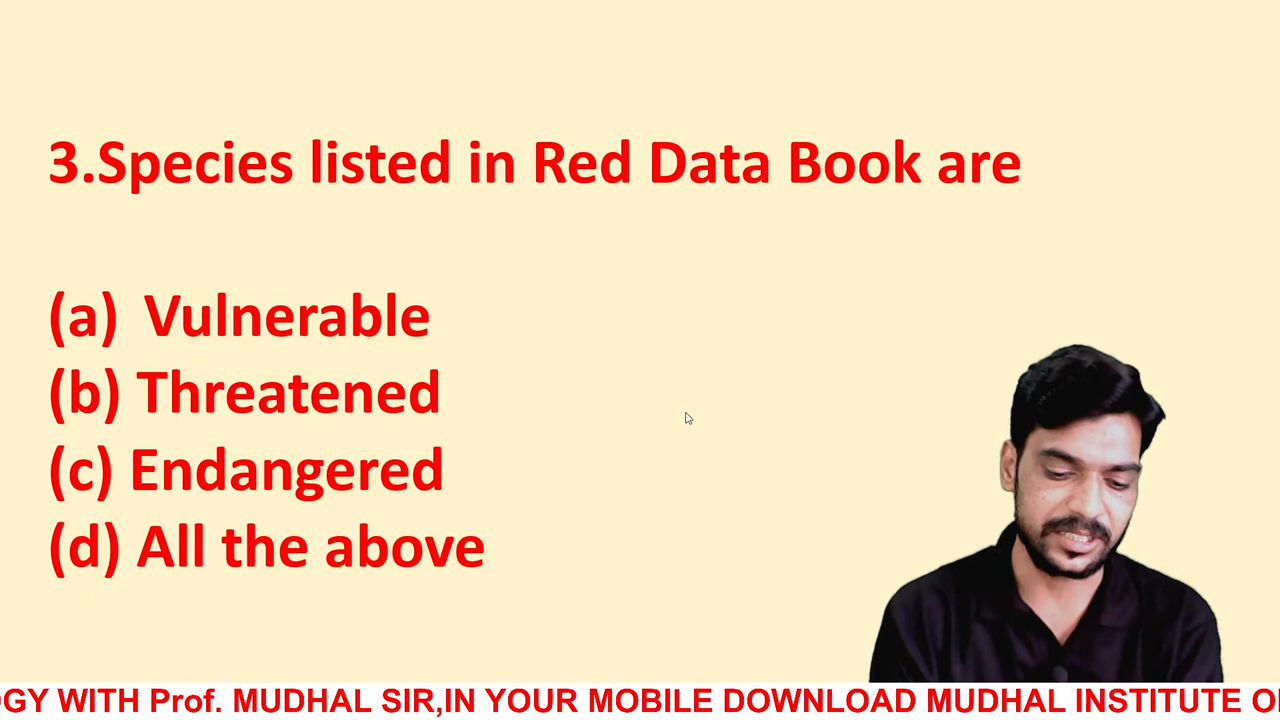 3.Species listed in Red Data Book are
(a) Vulnerable
(b) Threatened
(c) Endangered
(d) All the above
WITH Prof. MUDHAL SIR,IN YOUR MOBILE DOWNLOAD MUDHAL INSTITUTE